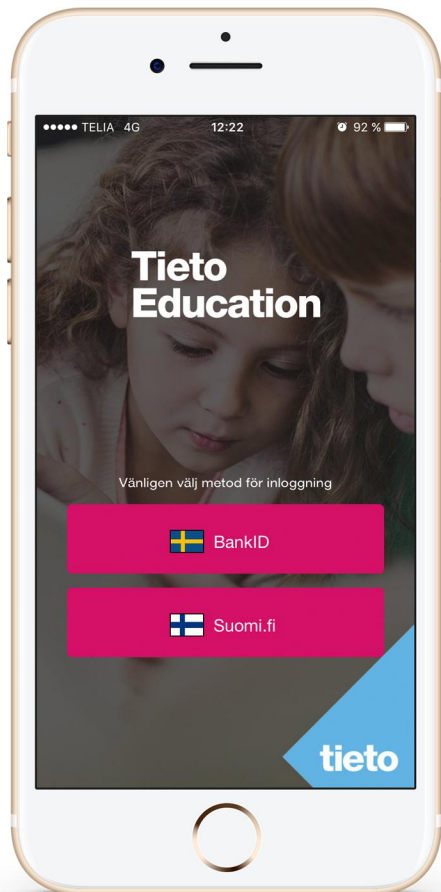 TELIA 4G 12:22 92 %
Tieto
Education
Vänligen välj metod för inloggning
BankID
Suomi.fi
tieto